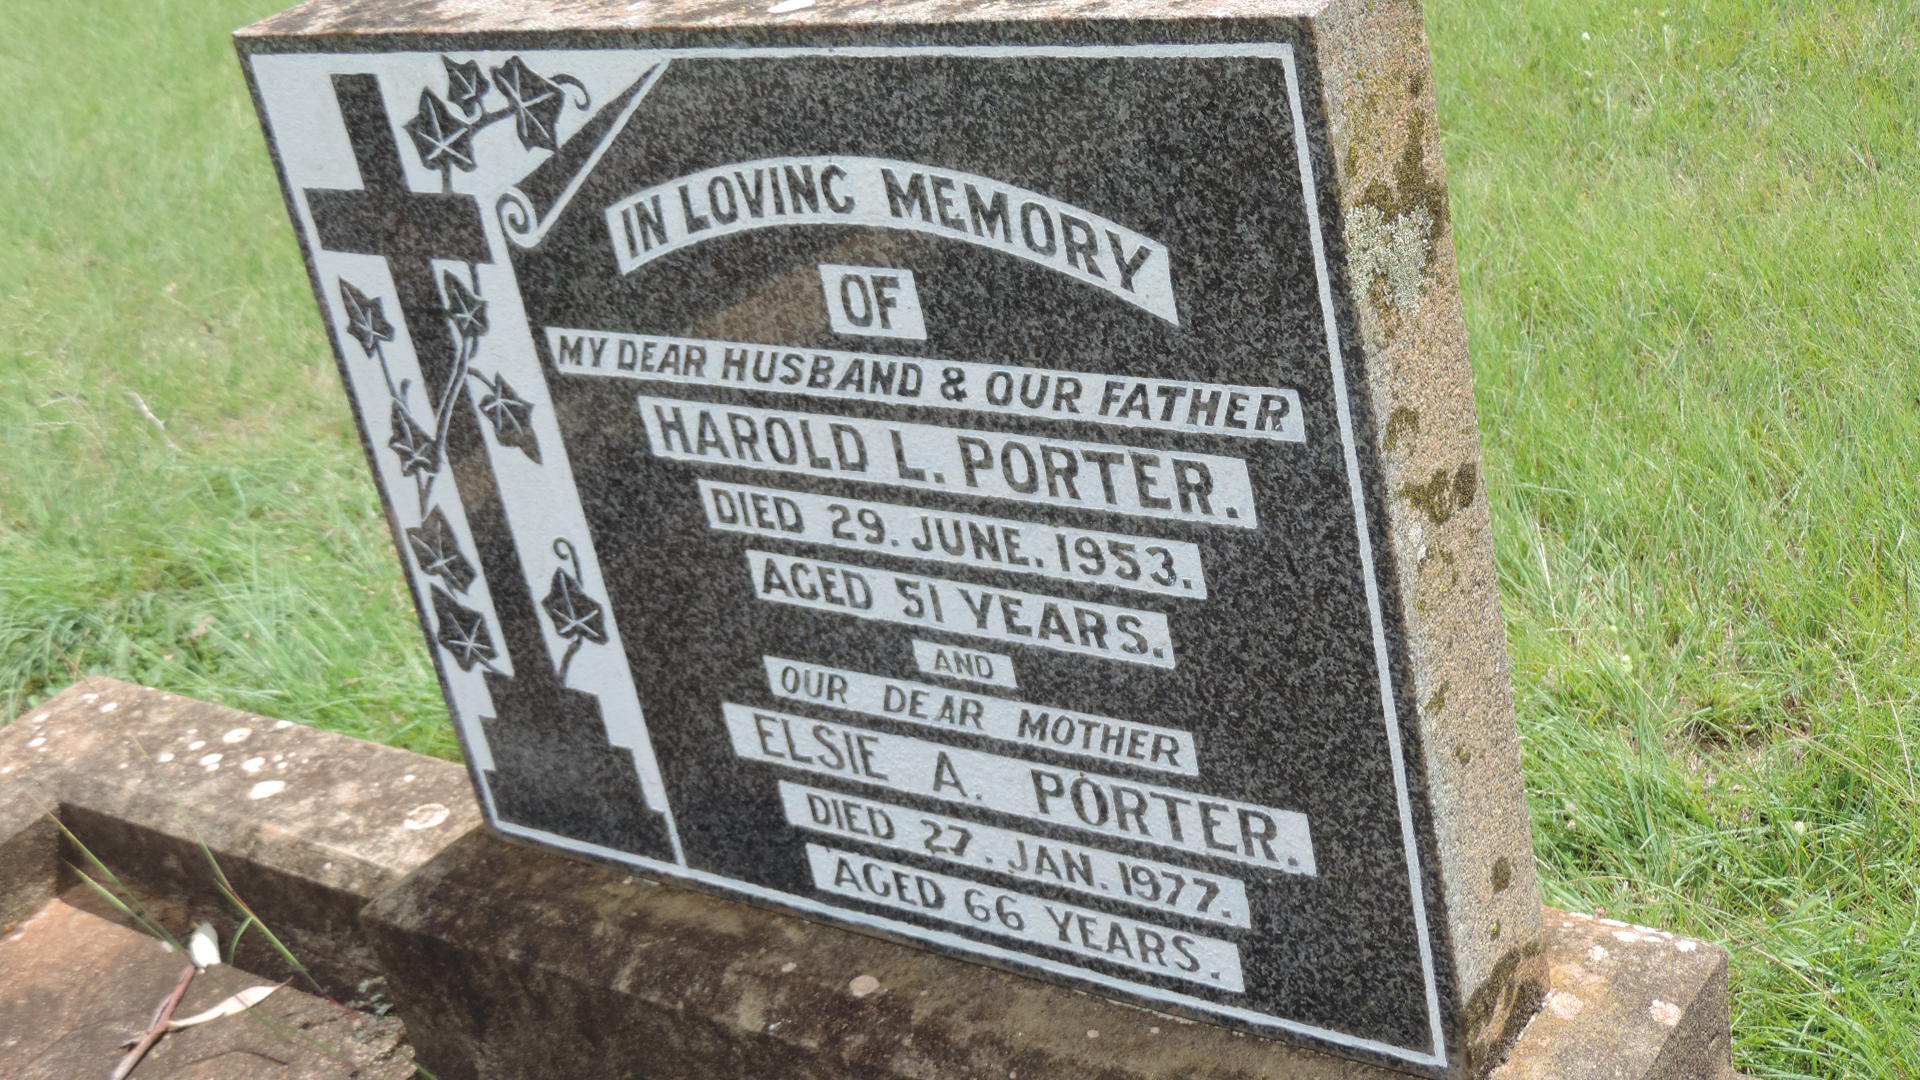 IN LOVING MEMORY
OF
MY DEAR HUSBAND & OUR FATHER
HAROLD L. PORTER.
DIED 29. JUNE. 1953.
AGED 51 YEARS.
AND
OUR DEAR MOTHER
ELSIE A. PORTER.
DIED 27. JAN. 1977.
AGED 66 YEARS.